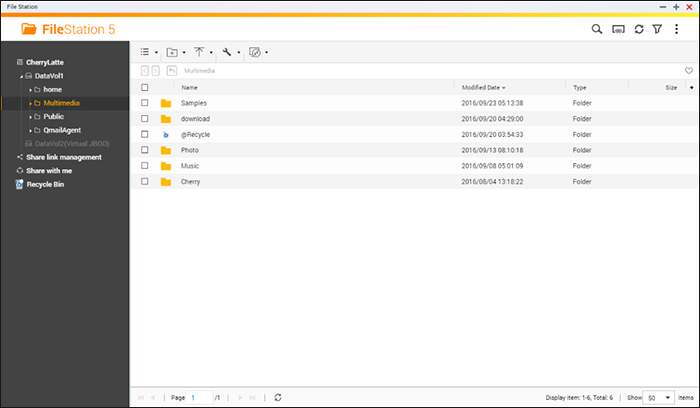 File Station
FileStation 5
CherryLatte
DataVol1
home
Multimedia
Public
QmailAgent
DataVol2(Virtual JBOD)
Share link management
Share with me
Recycle Bin
Multimedia
Name Modified Date Type Size
Samples 2016/09/23 05:13:38 Folder
download 2016/09/20 04:29:00 Folder
@Recycle 2016/09/20 03:54:33 Folder
Photo 2016/09/13 08:10:18 Folder
Music 2016/09/08 05:01:09 Folder
Cherry 2016/08/04 13:18:22 Folder
Page 1 /1 Display item: 1-6, Total: 6 Show 50 Items